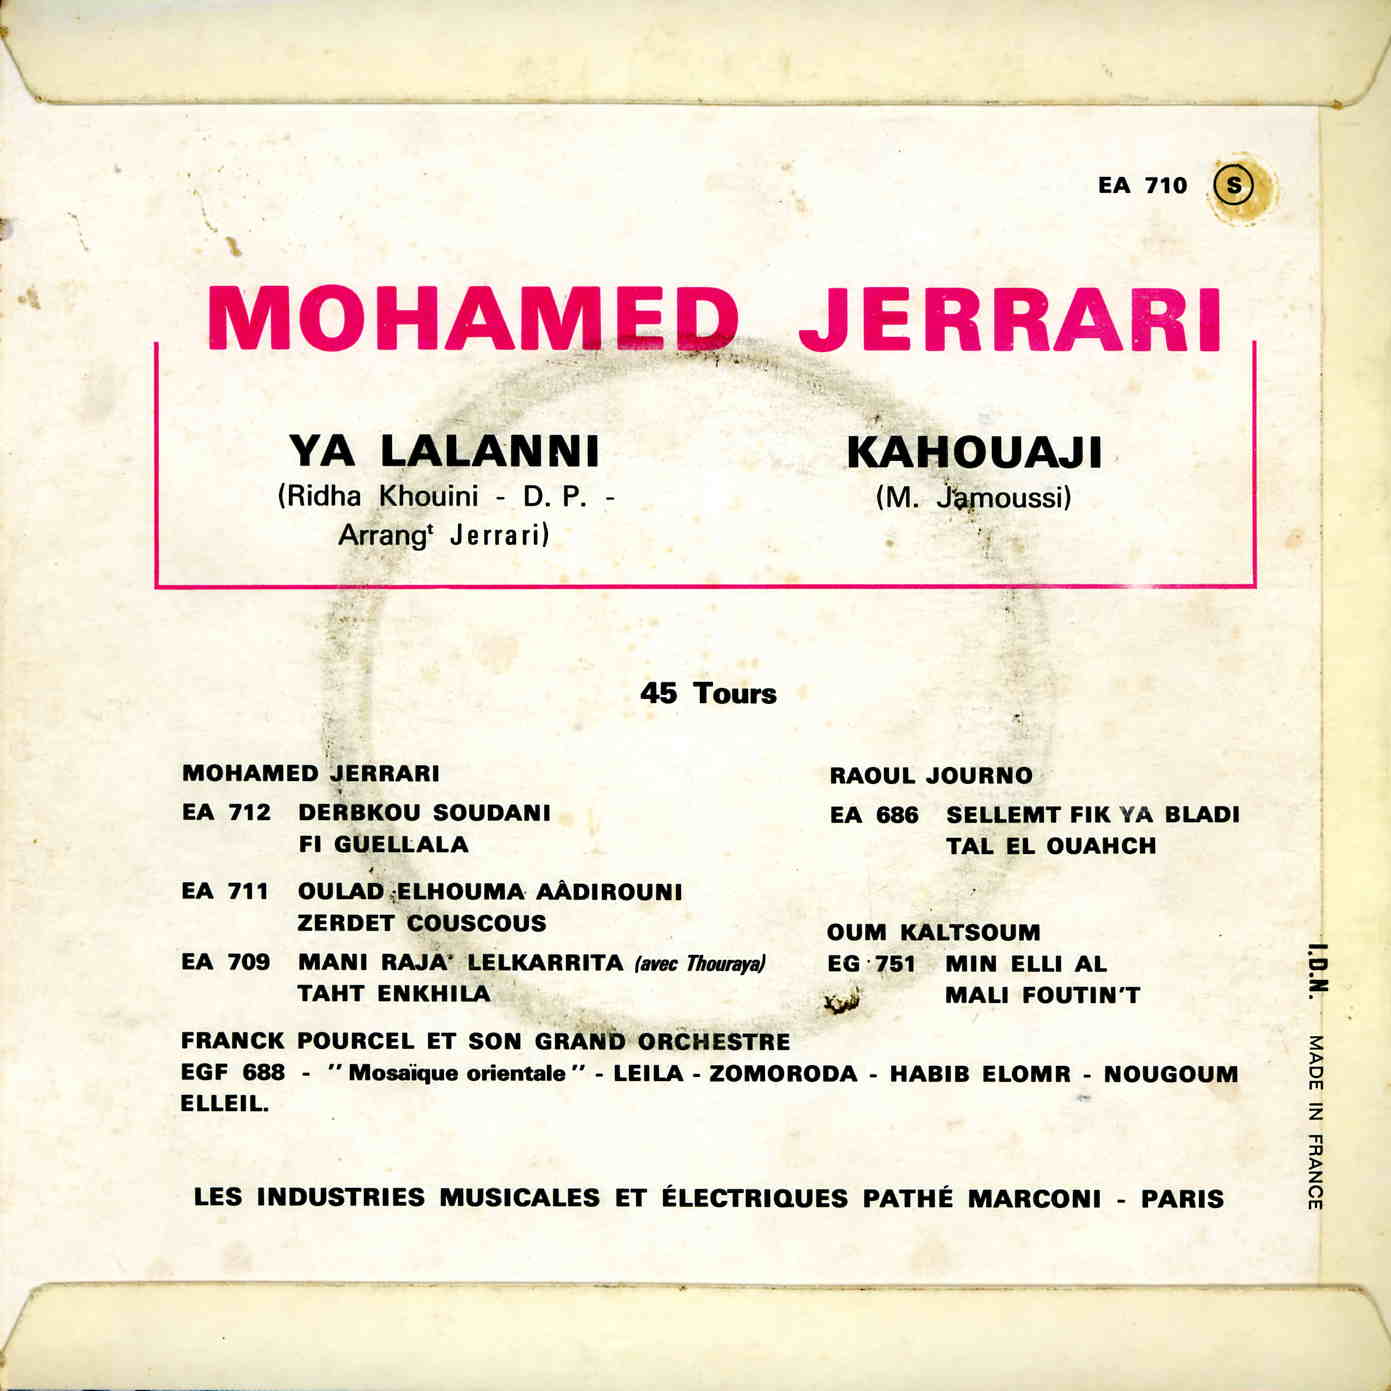 EA 710 Ⓢ
MOHAMED JERRARI
YA LALANNI
(Ridha Khouini - D. P. -
Arrangᵗ Jerrari)
KAHOUAJI
(M. Jamoussi)
45 Tours
MOHAMED JERRARI
EA 712 DERBKOU SOUDANI
FI GUELLALA
EA 711 OULAD ELHOUMA AÂDIROUNI
ZERDET COUSCOUS
EA 709 MANI RAJA' LELKARRITA (avec Thouraya)
TAHT ENKHILA
RAOUL JOURNO
EA 686 SELLEMT FIK YA BLADI
TAL EL OUAHCH
OUM KALTSOUM
EG 751 MIN ELLI AL
MALI FOUTIN'T
FRANCK POURCEL ET SON GRAND ORCHESTRE
EGF 688 - "Mosaïque orientale" - LEILA - ZOMORODA - HABIB ELOMR - NOUGOUM
ELLEIL.
LES INDUSTRIES MUSICALES ET ÉLECTRIQUES PATHÉ MARCONI - PARIS
I.D.N. MADE IN FRANCE